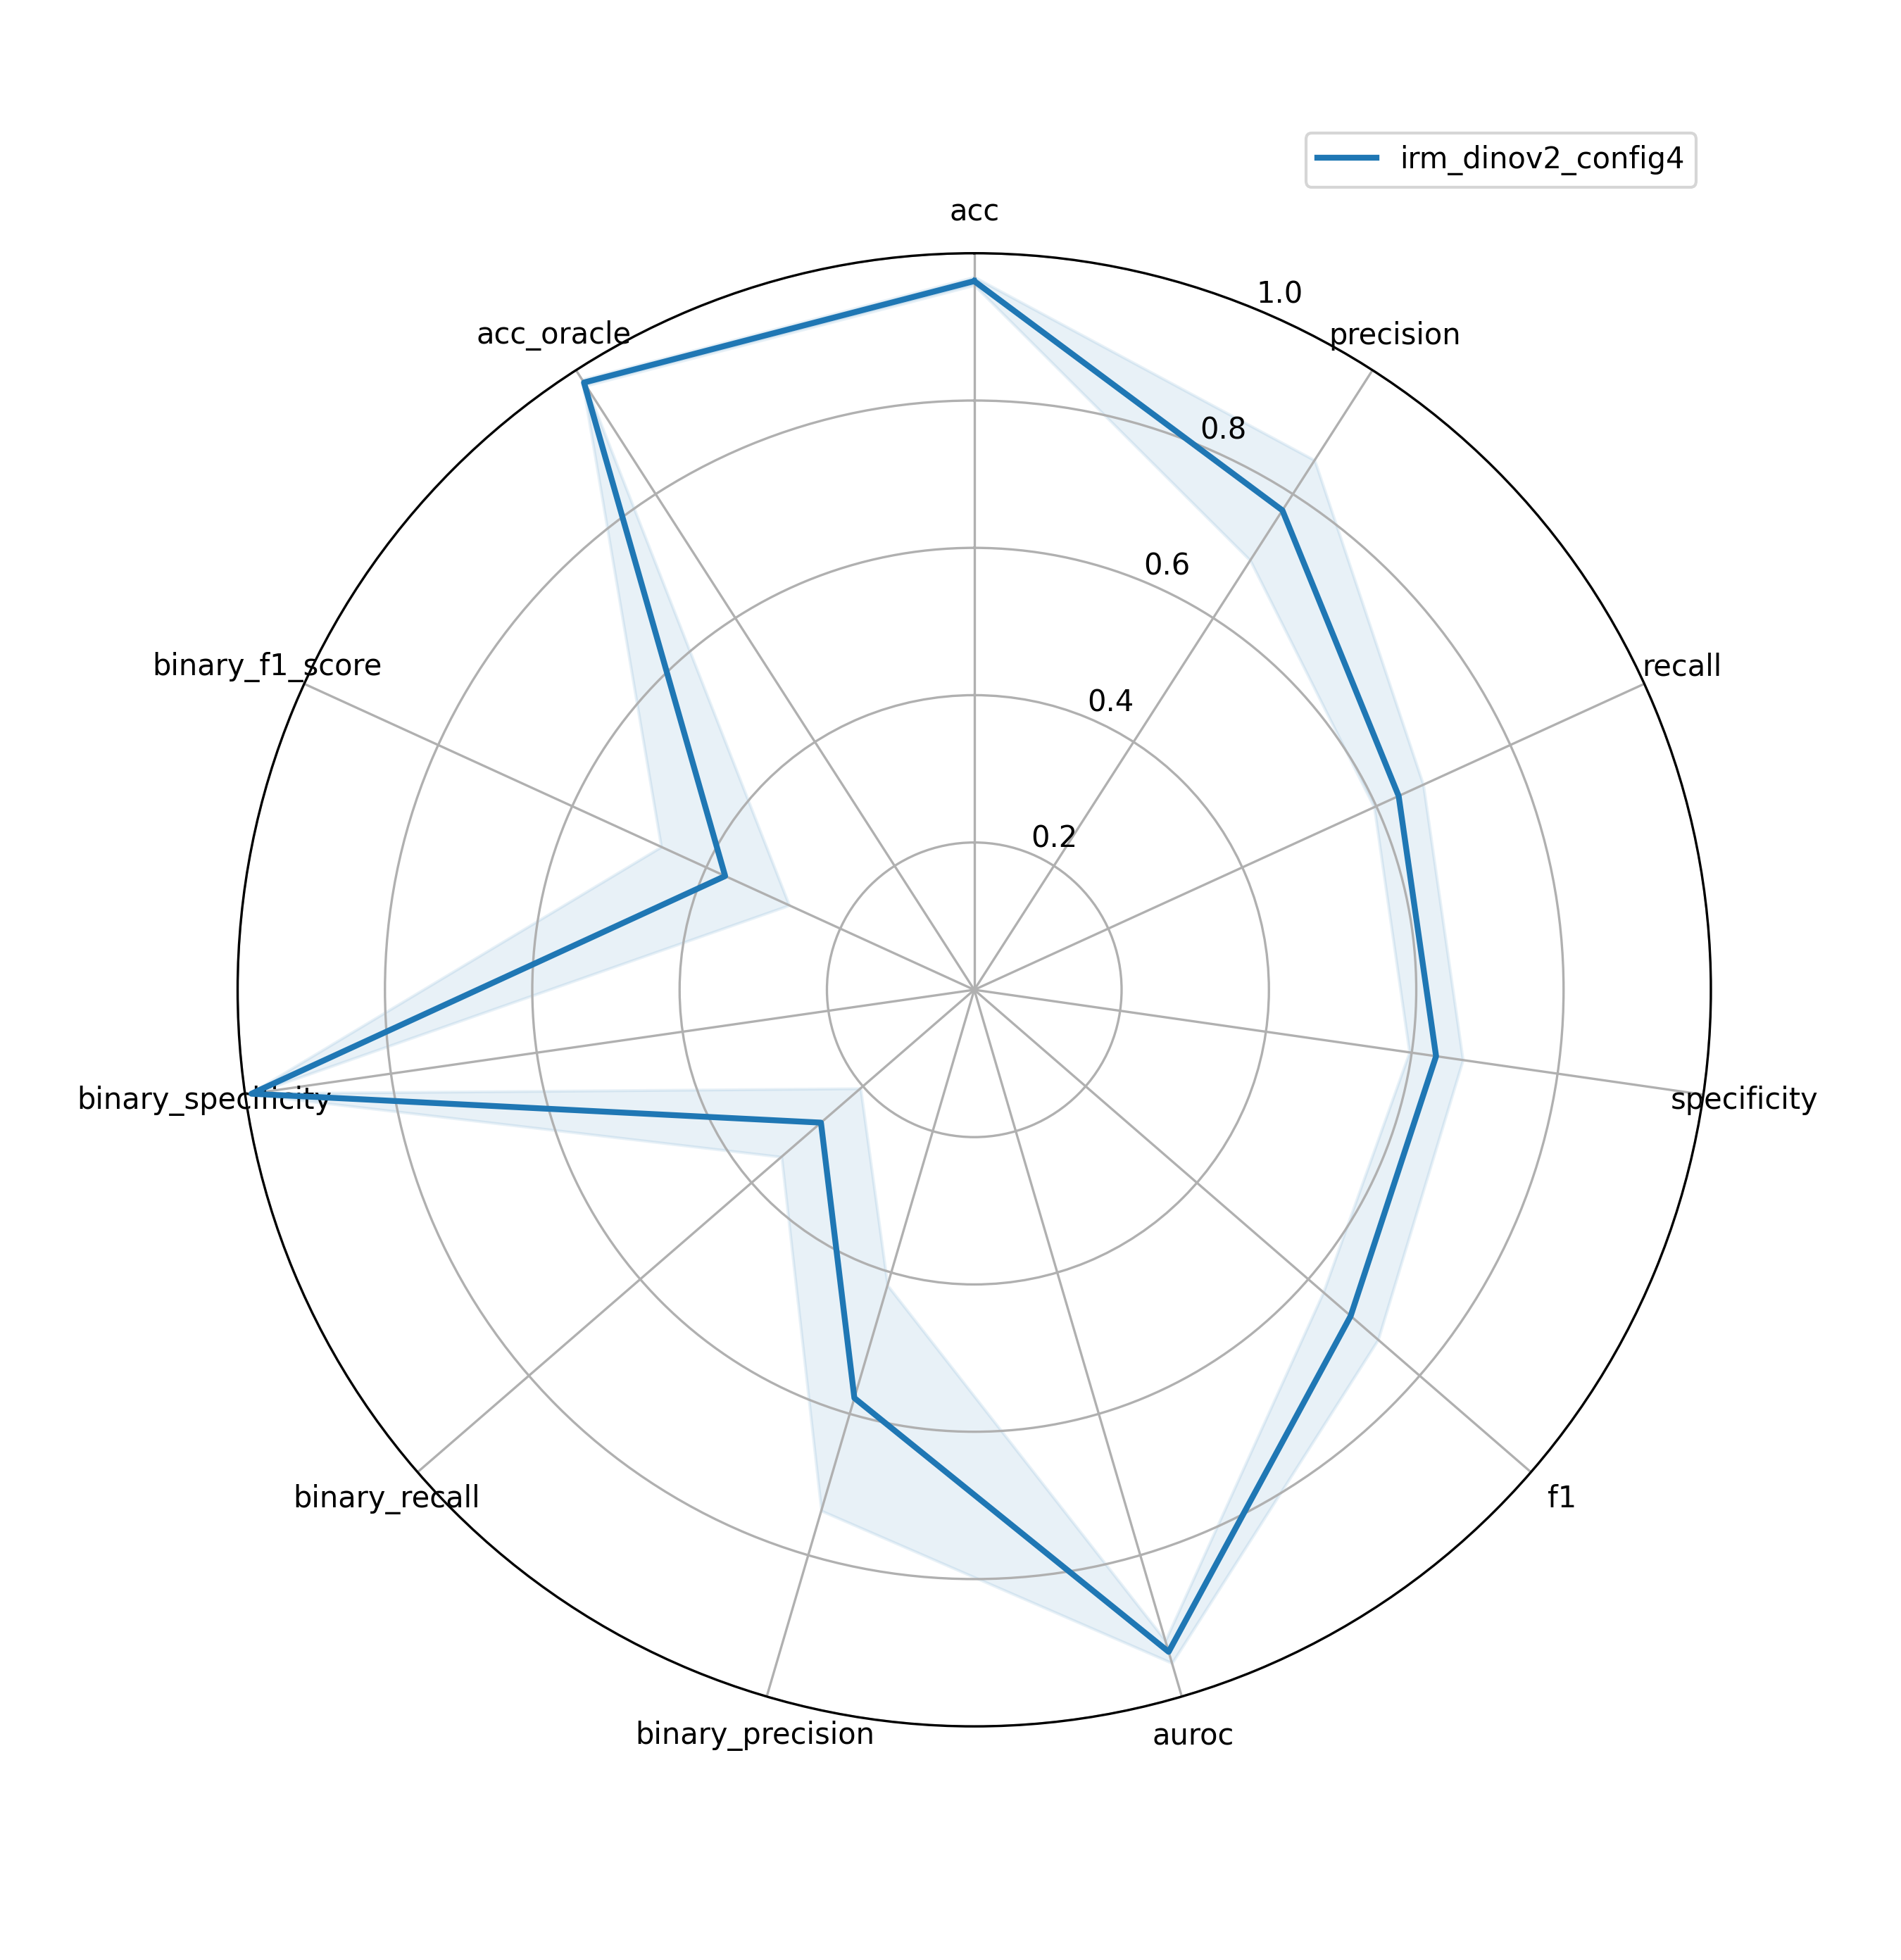 irm_dinov2_config4
acc
1.0
precision
acc_oracle
0.8
0.6
binary_f1_score
recall
0.4
0.2
binary_specificity
specificity
binary_recall
f1
binary_precision
auroc